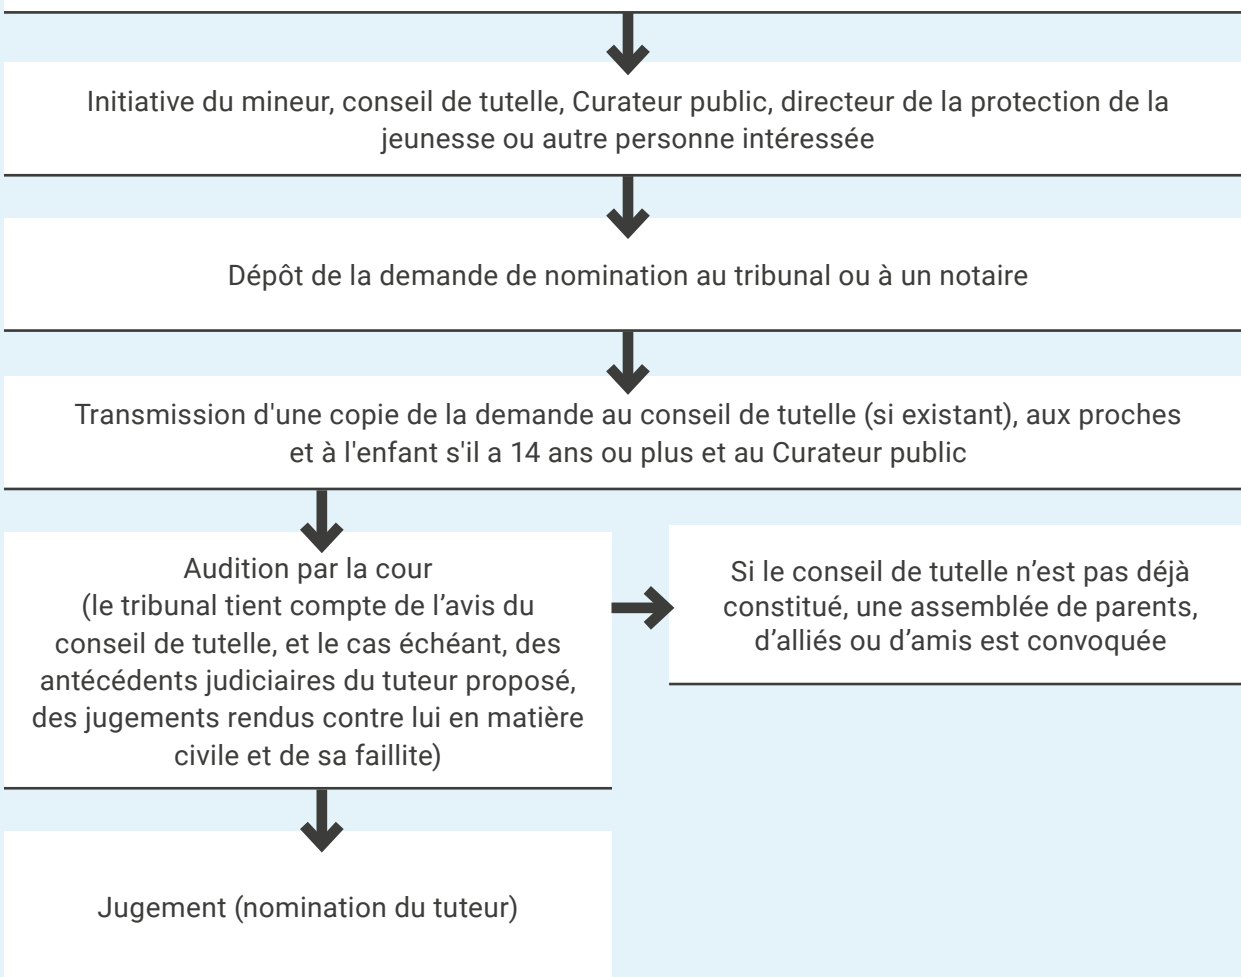 Initiative du mineur, conseil de tutelle, Curateur public, directeur de la protection de la
jeunesse ou autre personne intéressée
Dépôt de la demande de nomination au tribunal ou à un notaire
Transmission d'une copie de la demande au conseil de tutelle (si existant), aux proches
et à l'enfant s'il a 14 ans ou plus et au Curateur public
Audition par la cour
(le tribunal tient compte de l’avis du
conseil de tutelle, et le cas échéant, des
antécédents judiciaires du tuteur proposé,
des jugements rendus contre lui en matière
civile et de sa faillite)
Si le conseil de tutelle n’est pas déjà
constitué, une assemblée de parents,
d’alliés ou d’amis est convoquée
Jugement (nomination du tuteur)